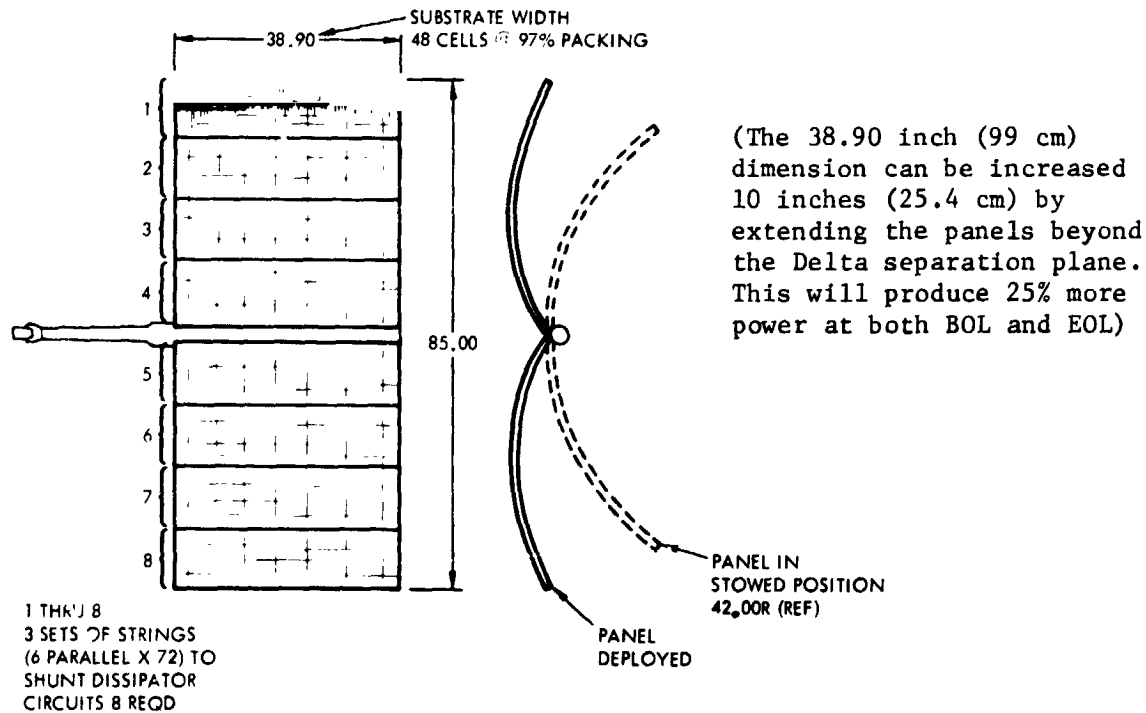 SUBSTRATE WIDTH
38.90
48 CELLS @ 97% PACKING
1
2
3
4
5
6
7
8
85.00
(The 38.90 inch (99 cm)
dimension can be increased
10 inches (25.4 cm) by
extending the panels beyond
the Delta separation plane.
This will produce 25% more
power at both BOL and EOL)
PANEL IN
STOWED POSITION
42.00R (REF)
PANEL
DEPLOYED
1 THRU 8
3 SETS OF STRINGS
(6 PARALLEL X 72) TO
SHUNT DISSIPATOR
CIRCUITS 8 REQD